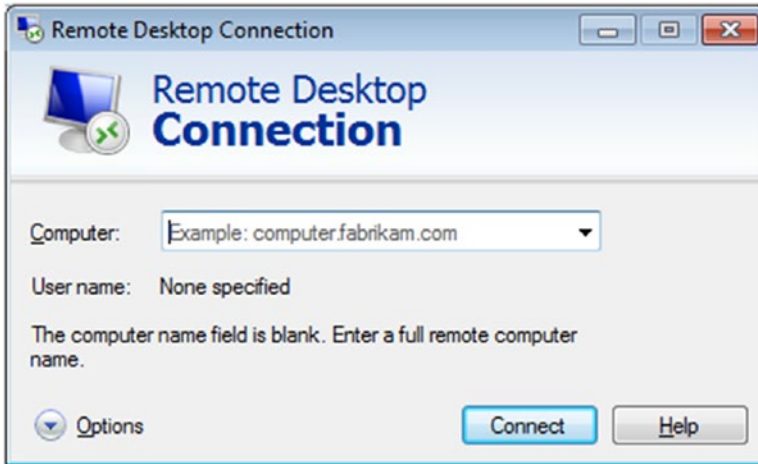 Remote Desktop Connection
Remote Desktop
Connection
Computer:
Example: computer.fabrikam.com
User name: None specified
The computer name field is blank. Enter a full remote computer
name.
Options
Connect
Help